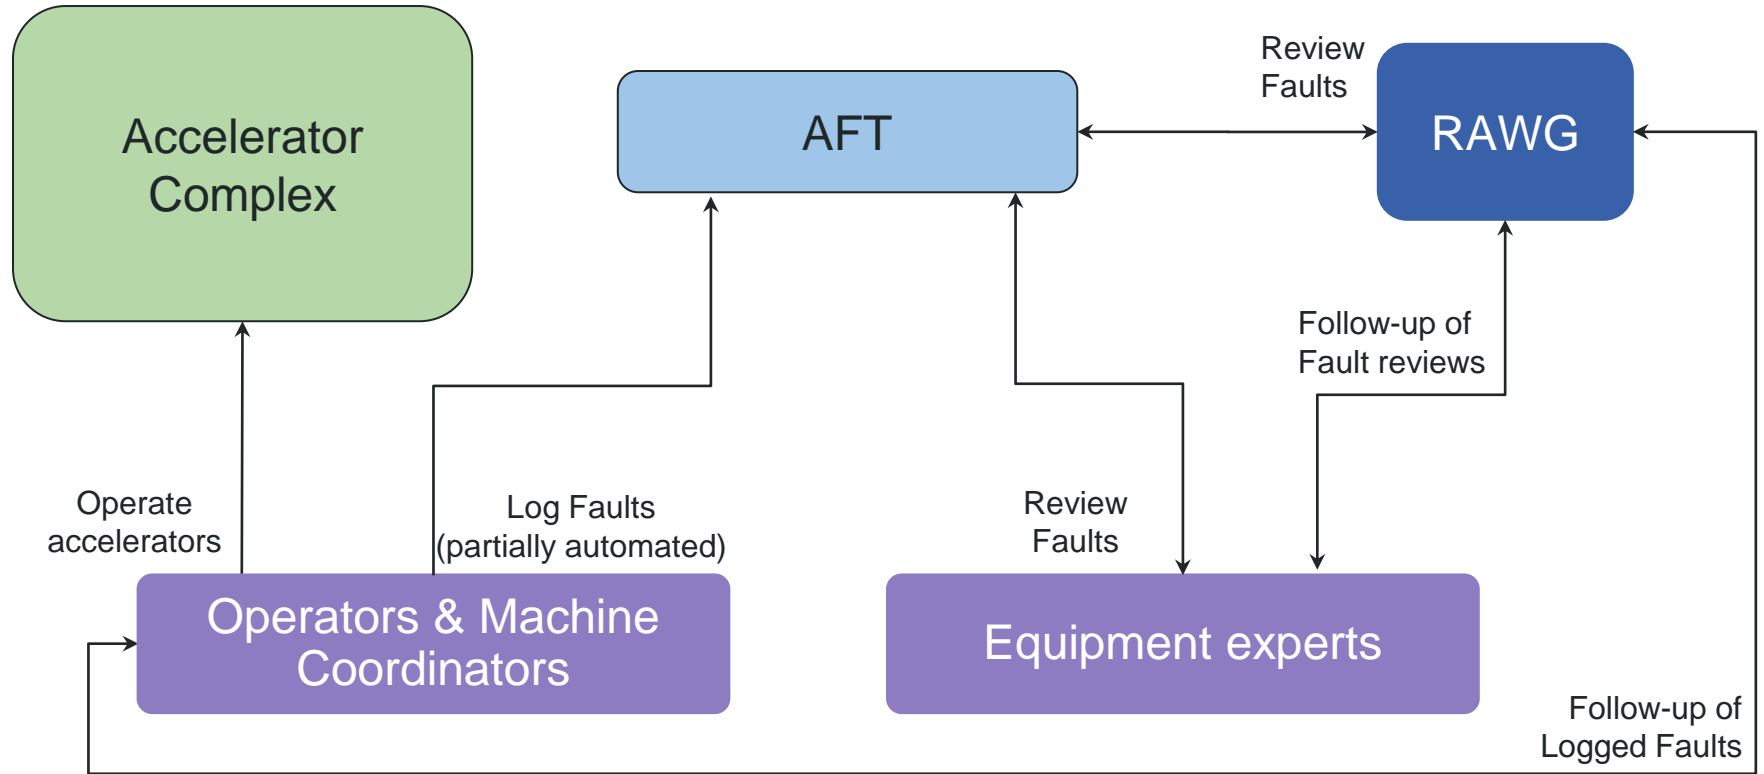 Accelerator
Complex
AFT
Review
Faults
RAWG
Follow-up of
Fault reviews
Operate
accelerators
Log Faults
(partially automated)
Review
Faults
Operators & Machine
Coordinators
Equipment experts
Follow-up of
Logged Faults